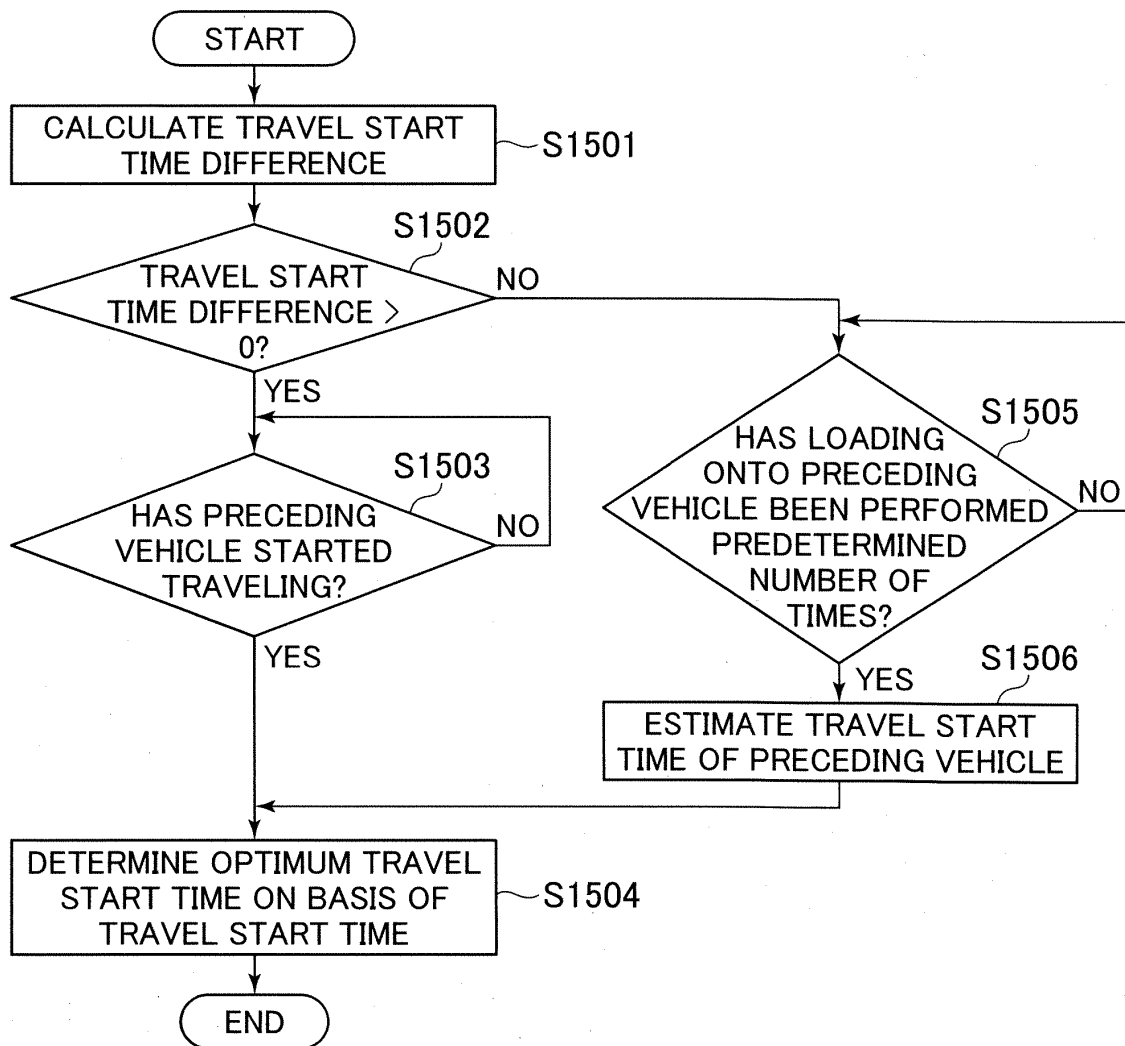 START
CALCULATE TRAVEL START
TIME DIFFERENCE
S1501
S1502
TRAVEL START
TIME DIFFERENCE >
0?
NO
YES
S1503
HAS PRECEDING
VEHICLE STARTED
TRAVELING?
NO
YES
S1505
HAS LOADING
ONTO PRECEDING
VEHICLE BEEN PERFORMED
PREDETERMINED
NUMBER OF
TIMES?
NO
YES
S1506
ESTIMATE TRAVEL START
TIME OF PRECEDING VEHICLE
DETERMINE OPTIMUM TRAVEL
START TIME ON BASIS OF
TRAVEL START TIME
S1504
END